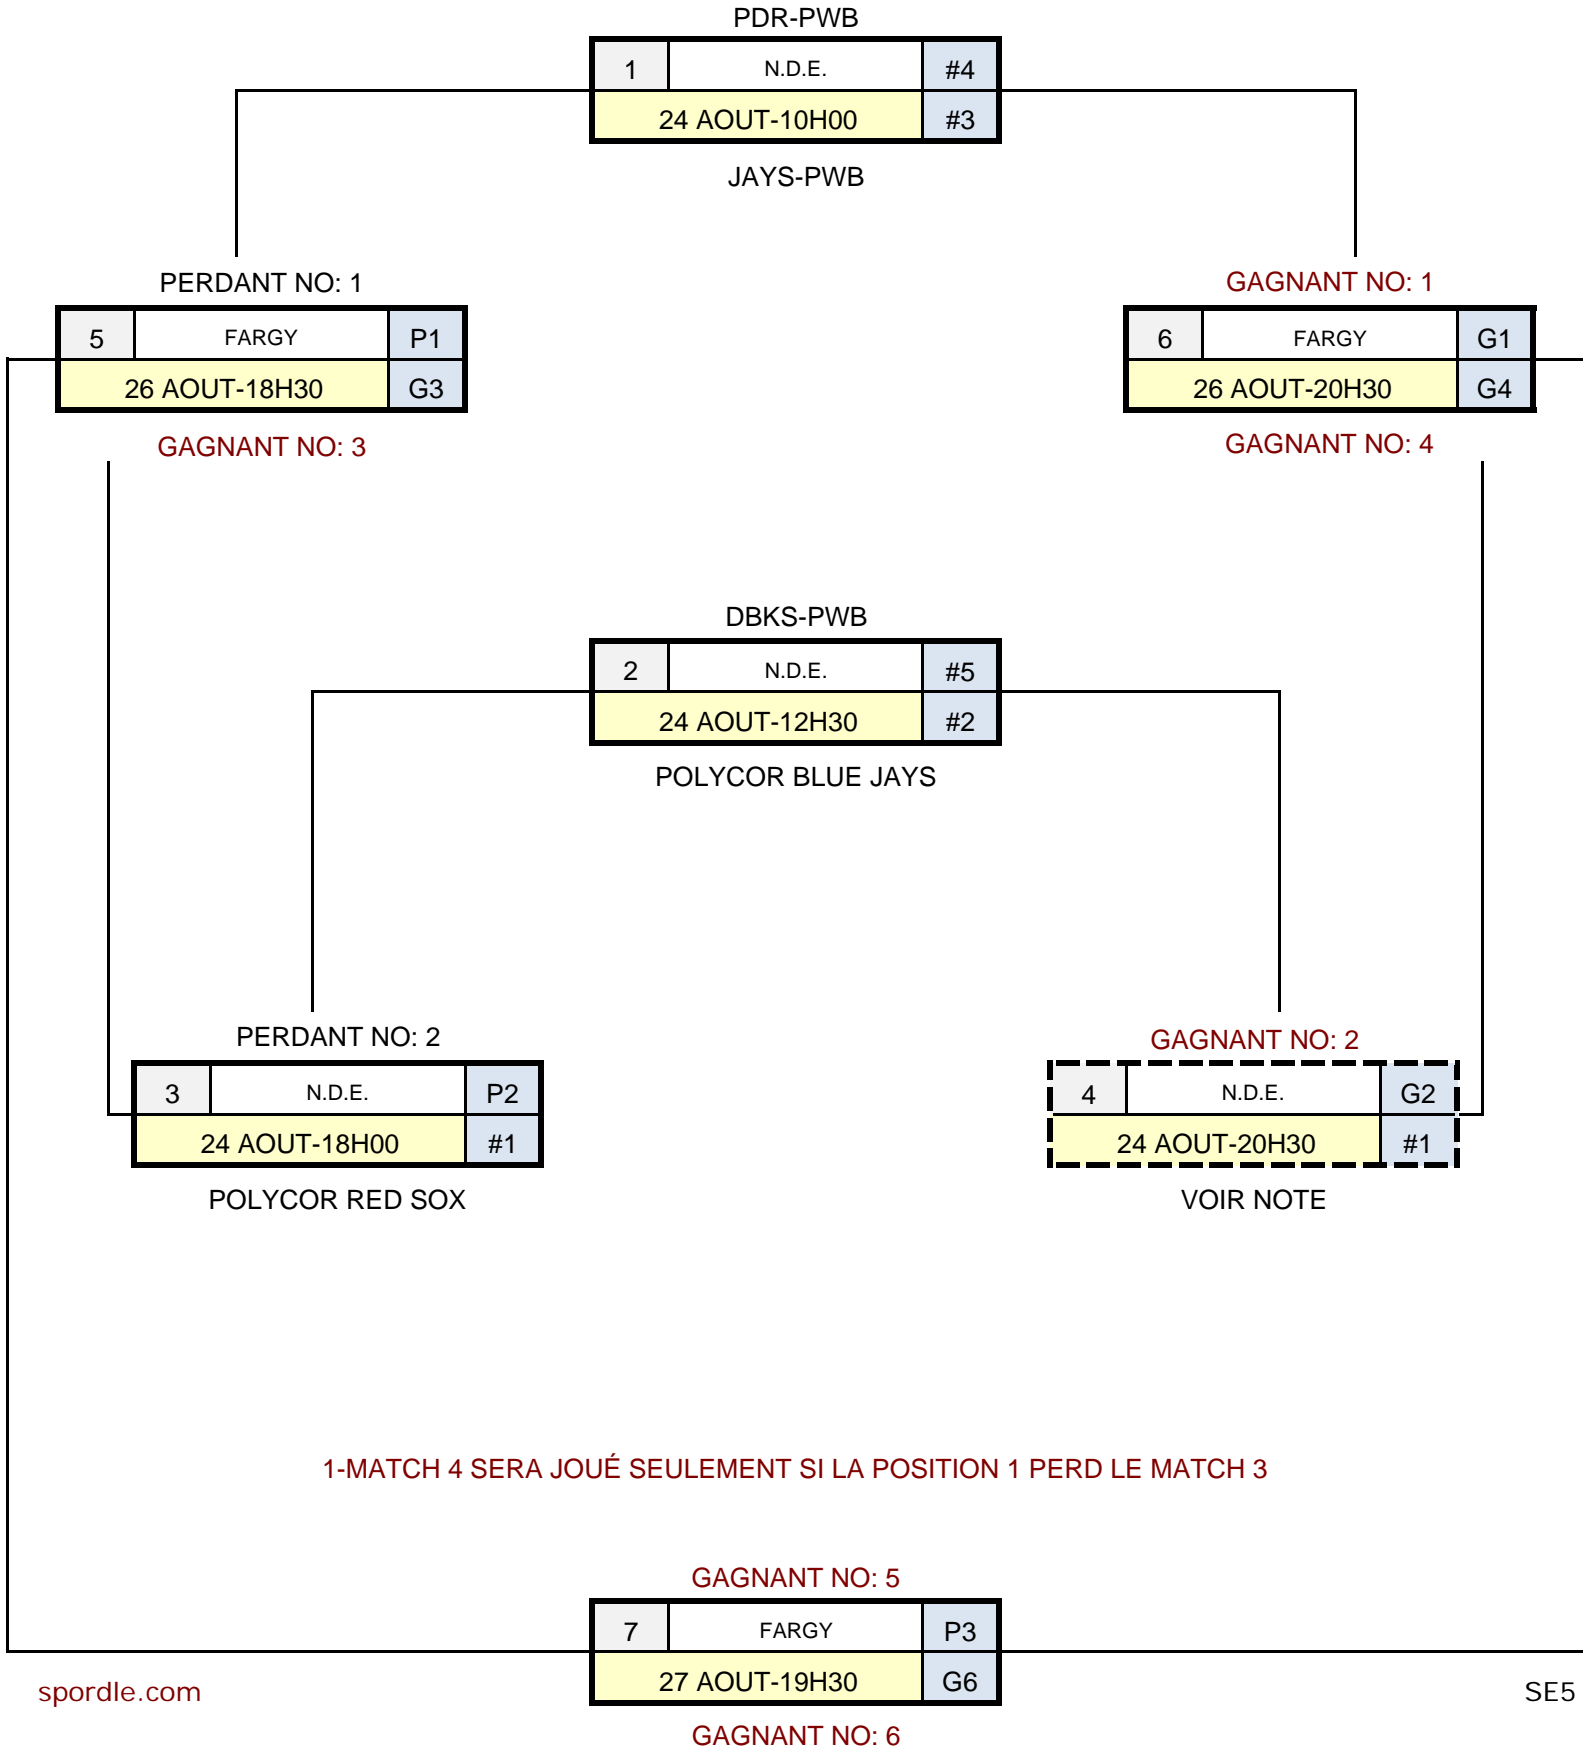 PDR-PWB
1 N.D.E. #4
24 AOUT-10H00 #3
JAYS-PWB
PERDANT NO: 1 GAGNANT NO: 1
5 FARGY P1 6 FARGY G1
26 AOUT-18H30 G3 26 AOUT-20H30 G4
GAGNANT NO: 3 GAGNANT NO: 4
DBKS-PWB
2 N.D.E. #5
24 AOUT-12H30 #2
POLYCOR BLUE JAYS
PERDANT NO: 2 GAGNANT NO: 2
3 N.D.E. P2 4 N.D.E. G2
24 AOUT-18H00 #1 24 AOUT-20H30 #1
POLYCOR RED SOX VOIR NOTE
1-MATCH 4 SERA JOUÉ SEULEMENT SI LA POSITION 1 PERD LE MATCH 3
GAGNANT NO: 5
7 FARGY P3
27 AOUT-19H30 G6
spordle.com SE5
GAGNANT NO: 6